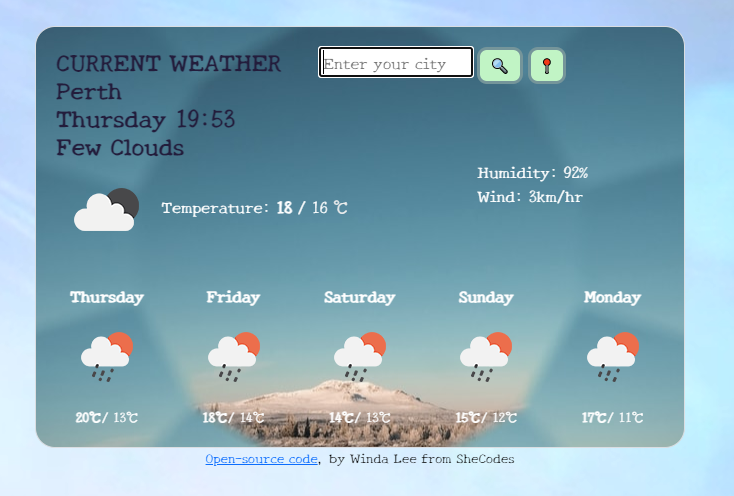 CURRENT WEATHER
Perth
Thursday 19:53
Few Clouds
Enter your city
Humidity: 92%
Wind: 3km/hr
Temperature: 18 / 16 ℃
Thursday Friday Saturday Sunday Monday
20℃/ 13℃ 18℃/ 14℃ 14℃/ 13℃ 15℃/ 12℃ 17℃/ 11℃
Open-source code, by Winda Lee from SheCodes